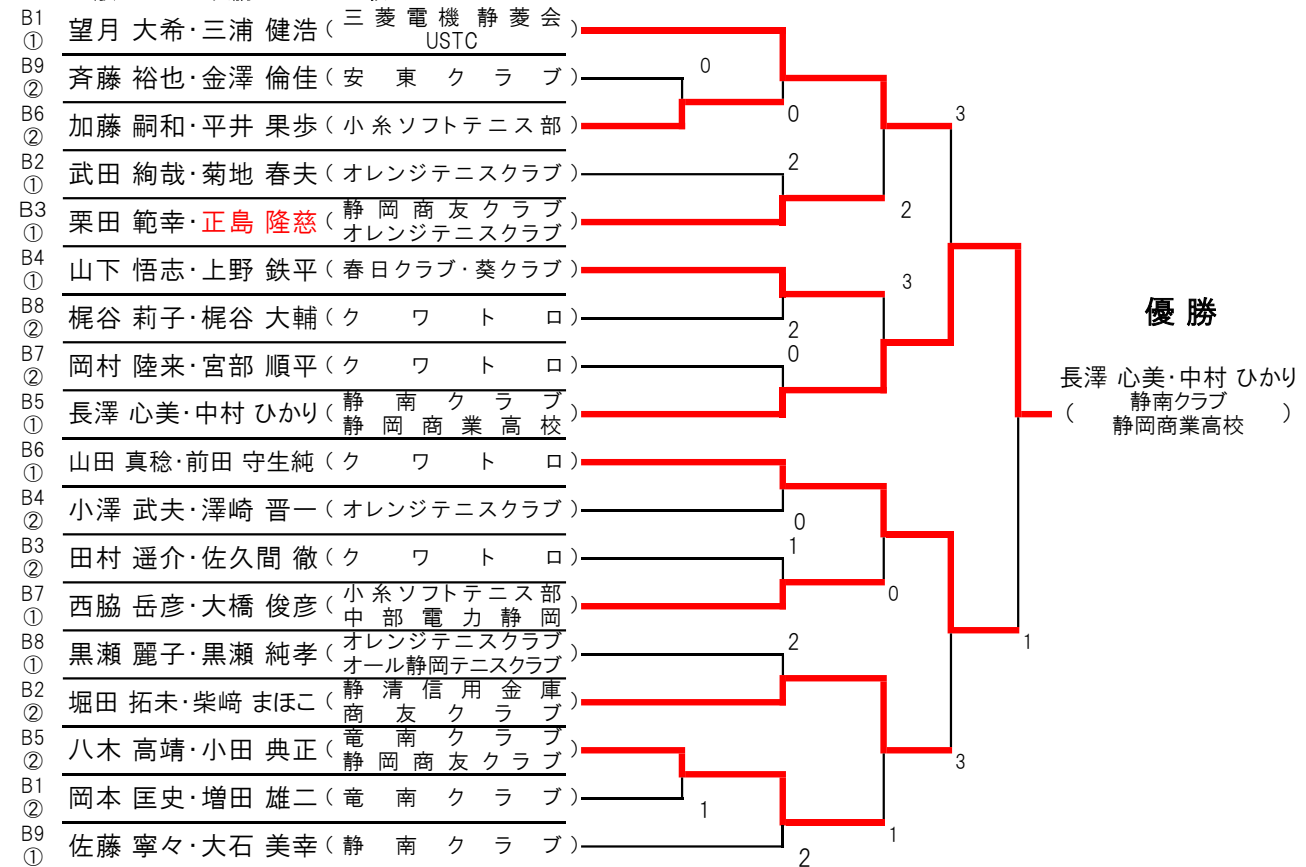 B1
①
望月 大希・三浦 健浩 ( 三菱電機静菱会 )
USTC
B9
②
斉藤 裕也・金澤 倫佳 ( 安東クラブ )
0
B6
②
加藤 嗣和・平井 果歩 ( 小糸ソフトテニス部 )
0
3
B2
①
武田 絢哉・菊地 春夫 ( オレンジテニスクラブ )
2
B3
①
栗田 範幸・正島 隆慈 ( 静岡商友クラブ )
オレンジテニスクラブ
2
B4
①
山下 悟志・上野 鉄平 ( 春日クラブ・葵クラブ )
3
B8
②
梶谷 莉子・梶谷 大輔 ( クワトロ )
2
優 勝
B7
②
岡村 陸来・宮部 順平 ( クワトロ )
0
長澤 心美・中村 ひかり
( 静南クラブ )
静岡商業高校
B5
①
長澤 心美・中村 ひかり ( 静南クラブ )
静岡商業高校
B6
①
山田 真稔・前田 守生純 ( クワトロ )
B4
②
小澤 武夫・澤崎 晋一 ( オレンジテニスクラブ )
0
B3
②
田村 遥介・佐久間 徹 ( クワトロ )
1
B7
①
西脇 岳彦・大橋 俊彦 ( 小糸ソフトテニス部 )
中部電力静岡
0
B8
①
黒瀬 麗子・黒瀬 純孝 ( オレンジテニスクラブ )
オール静岡テニスクラブ
2
1
B2
②
堀田 拓未・柴﨑 まほこ ( 静清信用金庫 )
商友クラブ
B5
②
八木 高靖・小田 典正 ( 竜南クラブ )
静岡商友クラブ
3
B1
②
岡本 匡史・増田 雄二 ( 竜南クラブ )
1
B9
①
佐藤 寧々・大石 美幸 ( 静南クラブ )
2
1